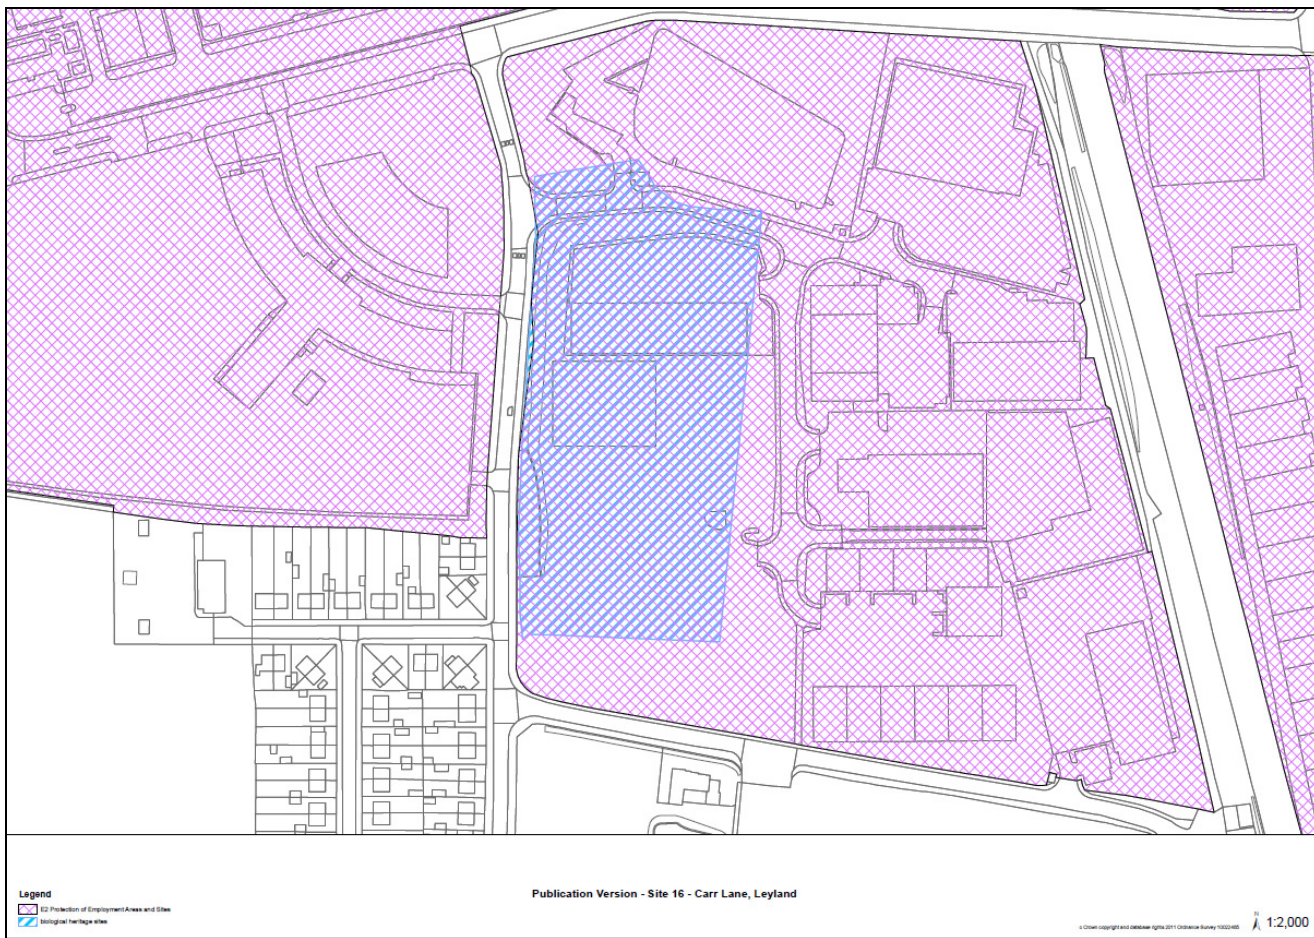 Legend
E2 Protection of Employment Areas and Sites
biological heritage sites
Publication Version - Site 16 - Carr Lane, Leyland
N
1:2,000